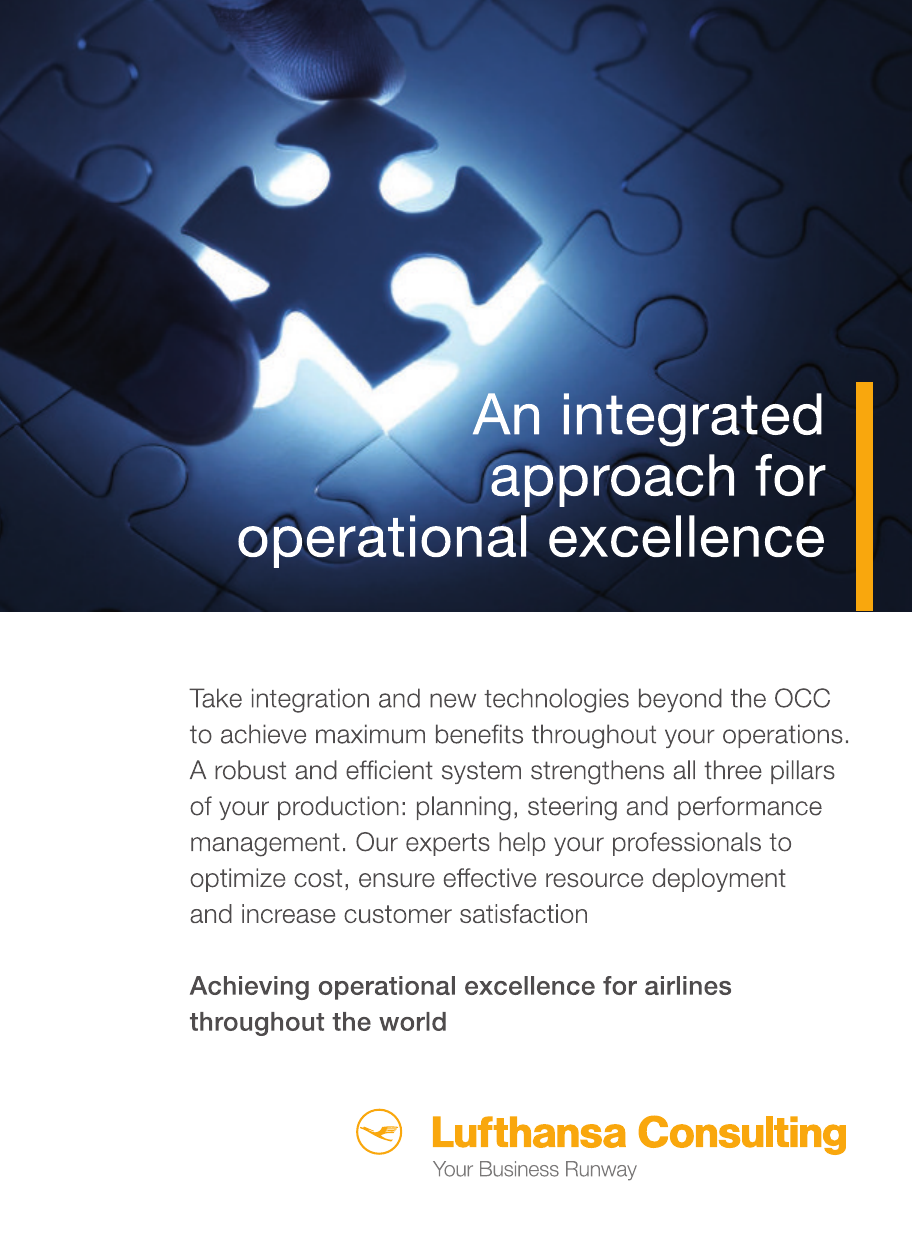 An integrated
approach for
operational excellence
Take integration and new technologies beyond the OCC
to achieve maximum benefits throughout your operations.
A robust and efficient system strengthens all three pillars
of your production: planning, steering and performance
management. Our experts help your professionals to
optimize cost, ensure effective resource deployment
and increase customer satisfaction
Achieving operational excellence for airlines
throughout the world
Lufthansa Consulting
Your Business Runway